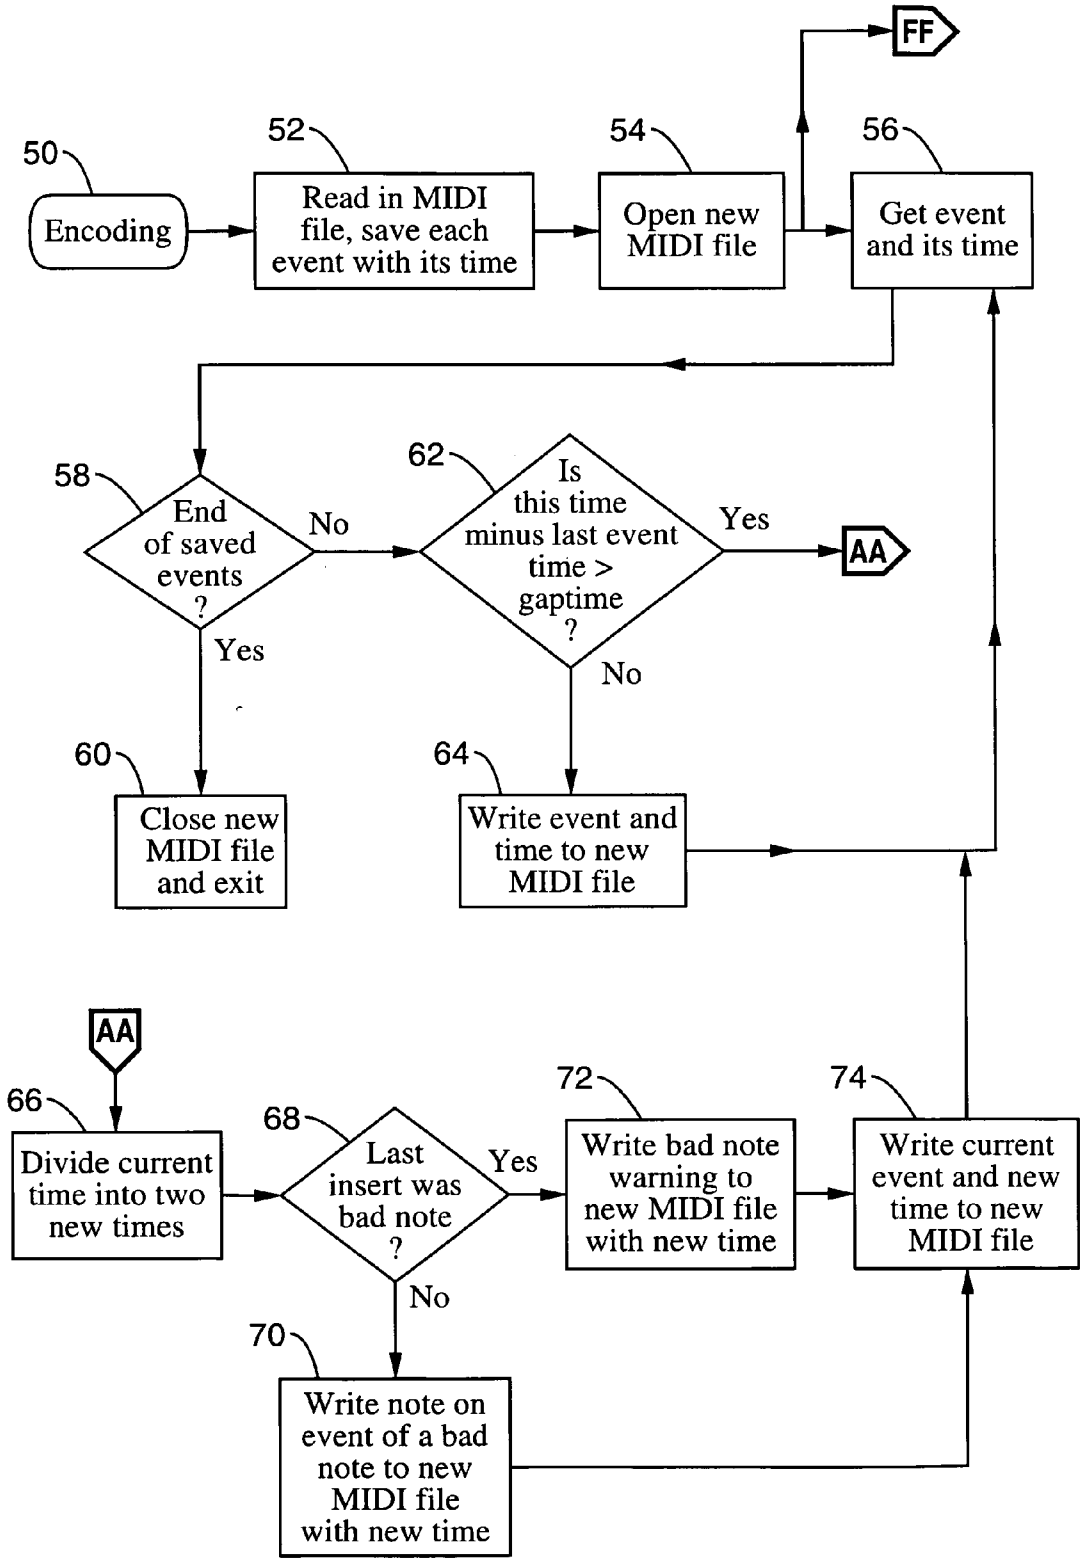 FF
50
52
54
56
Encoding
Read in MIDI
file, save each
event with its time
Open new
MIDI file
Get event
and its time
58
End
of saved
events
?
No
Yes
62
Is
this time
minus last event
time >
gaptime
?
Yes
AA
No
60
Close new
MIDI file
and exit
64
Write event and
time to new
MIDI file
AA
66
Divide current
time into two
new times
68
Last
insert was
bad note
?
Yes
No
72
Write bad note
warning to
new MIDI file
with new time
74
Write current
event and new
time to new
MIDI file
70
Write note on
event of a bad
note to new
MIDI file
with new time